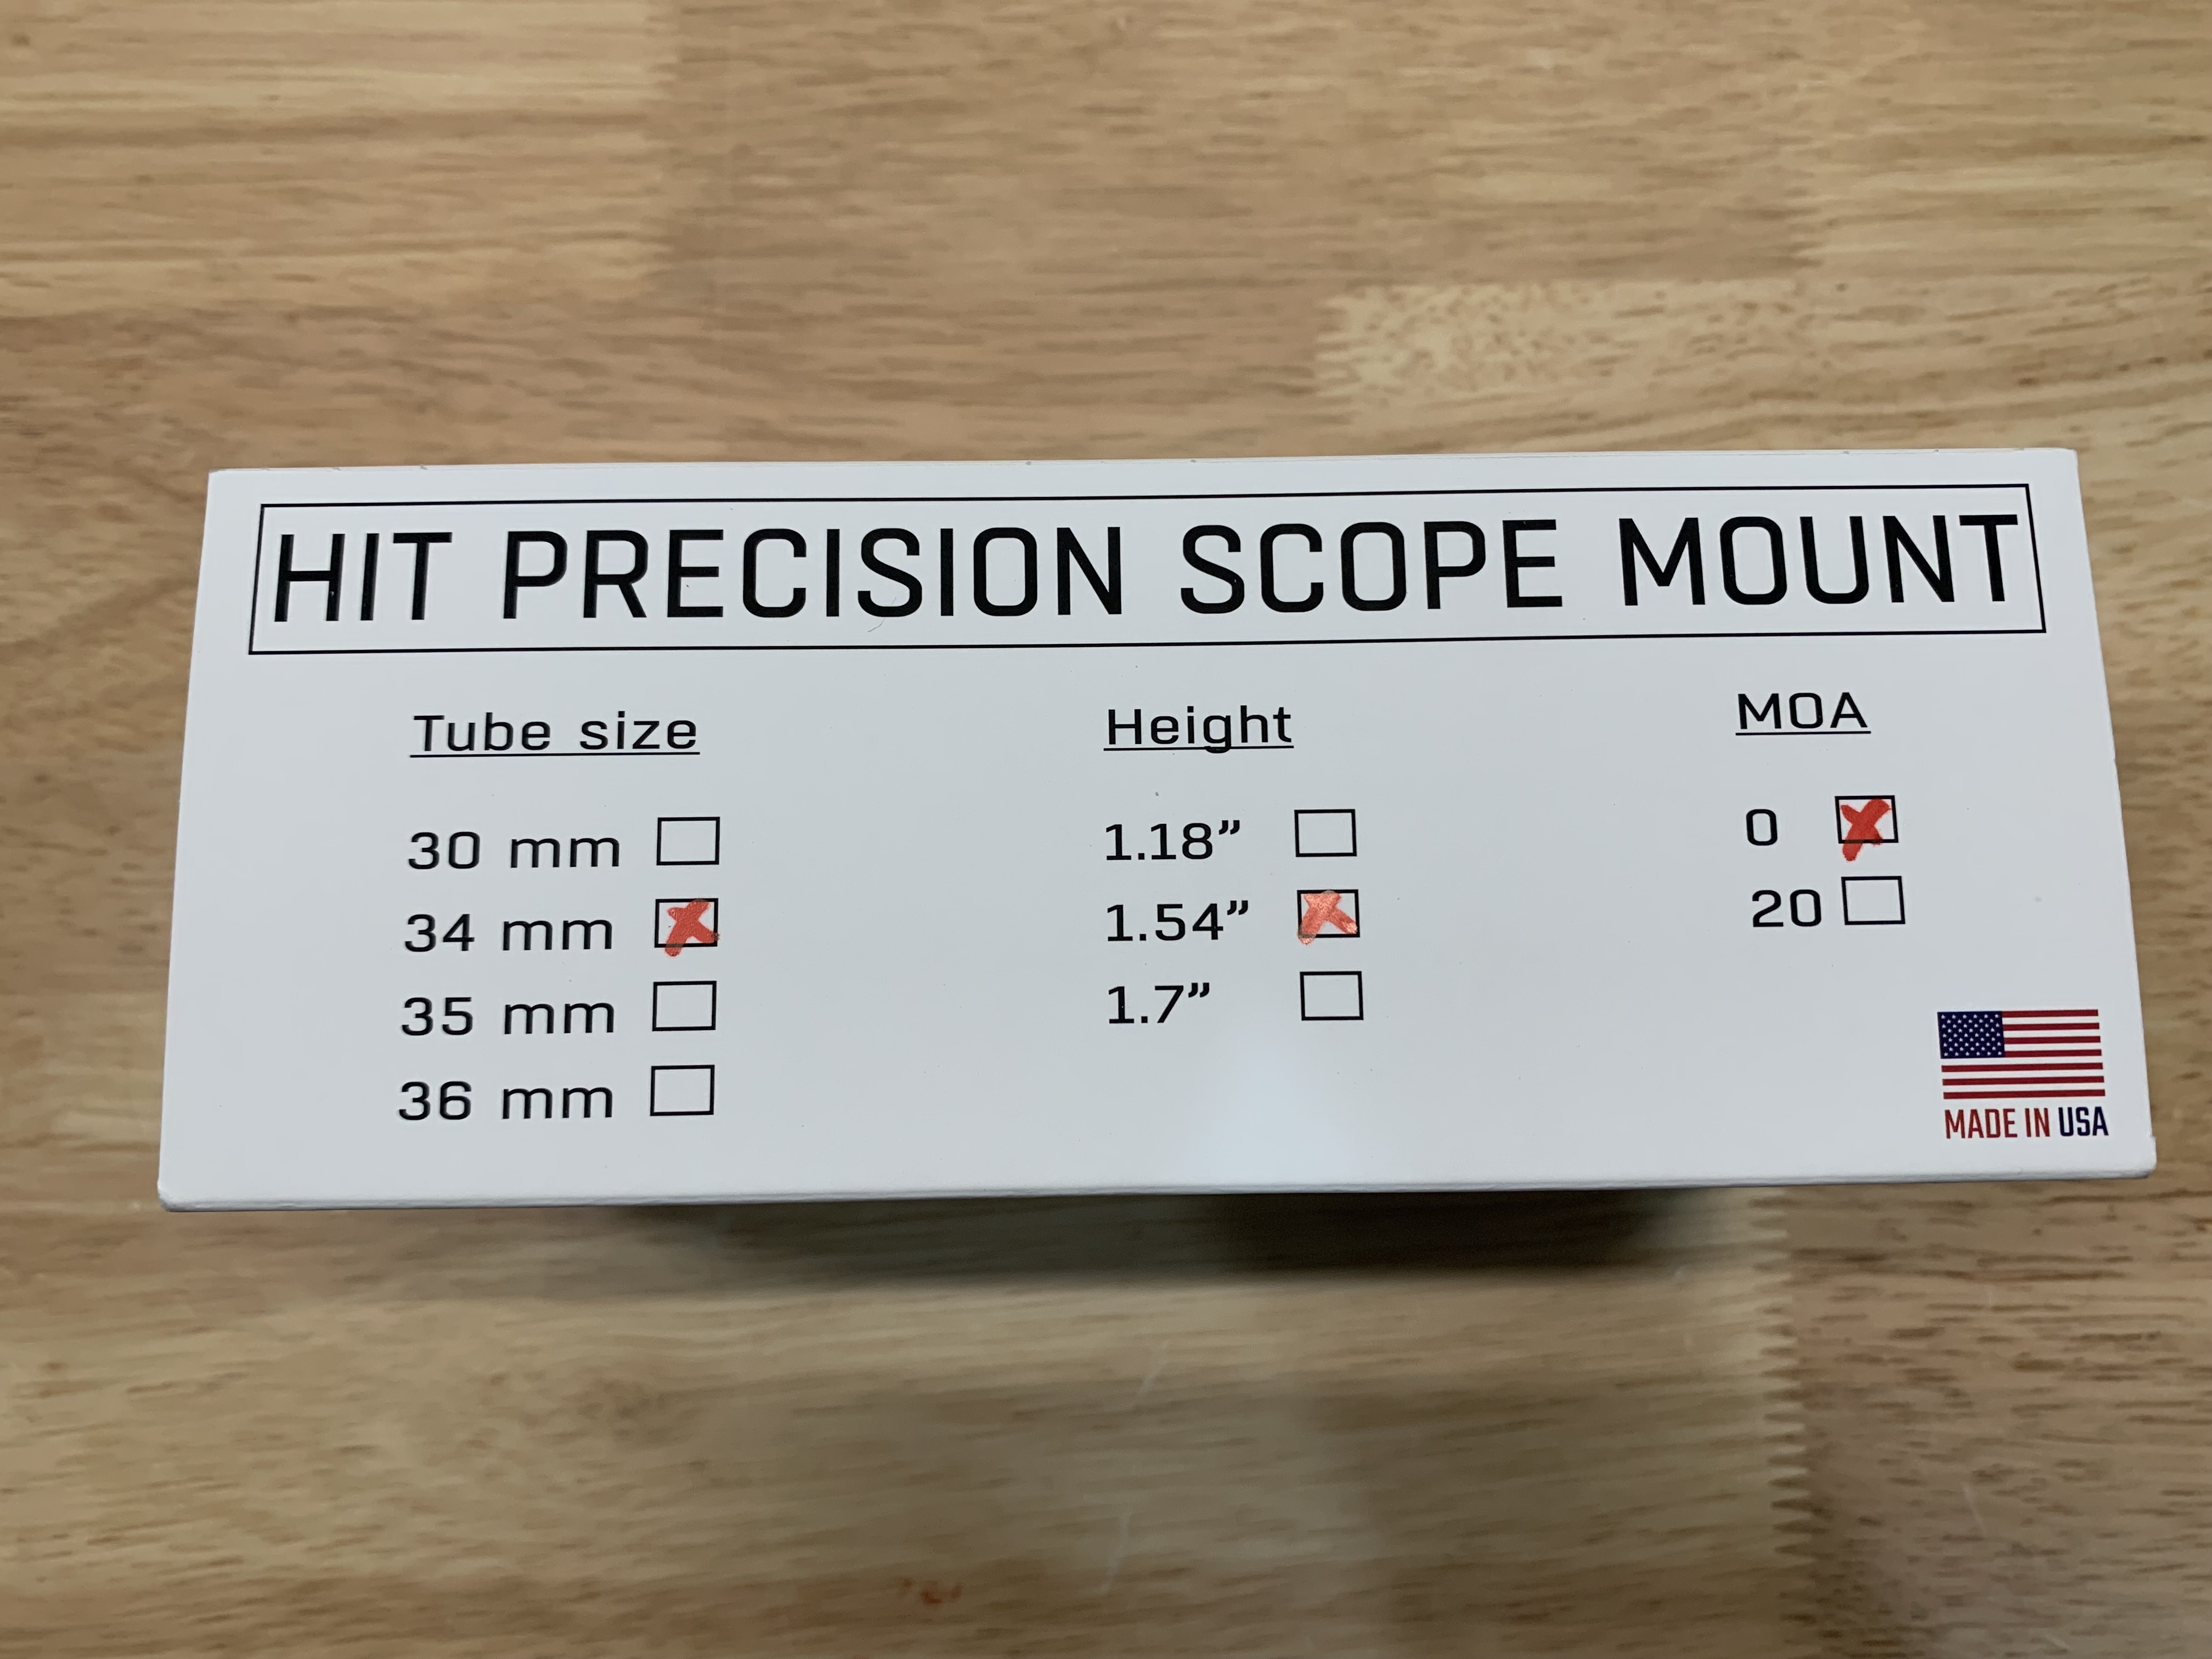 HIT PRECISION SCOPE MOUNT
Tube size
30 mm
34 mm
35 mm
36 mm
Height
1.18”
1.54”
1.7”
MOA
0
20
MADE IN USA